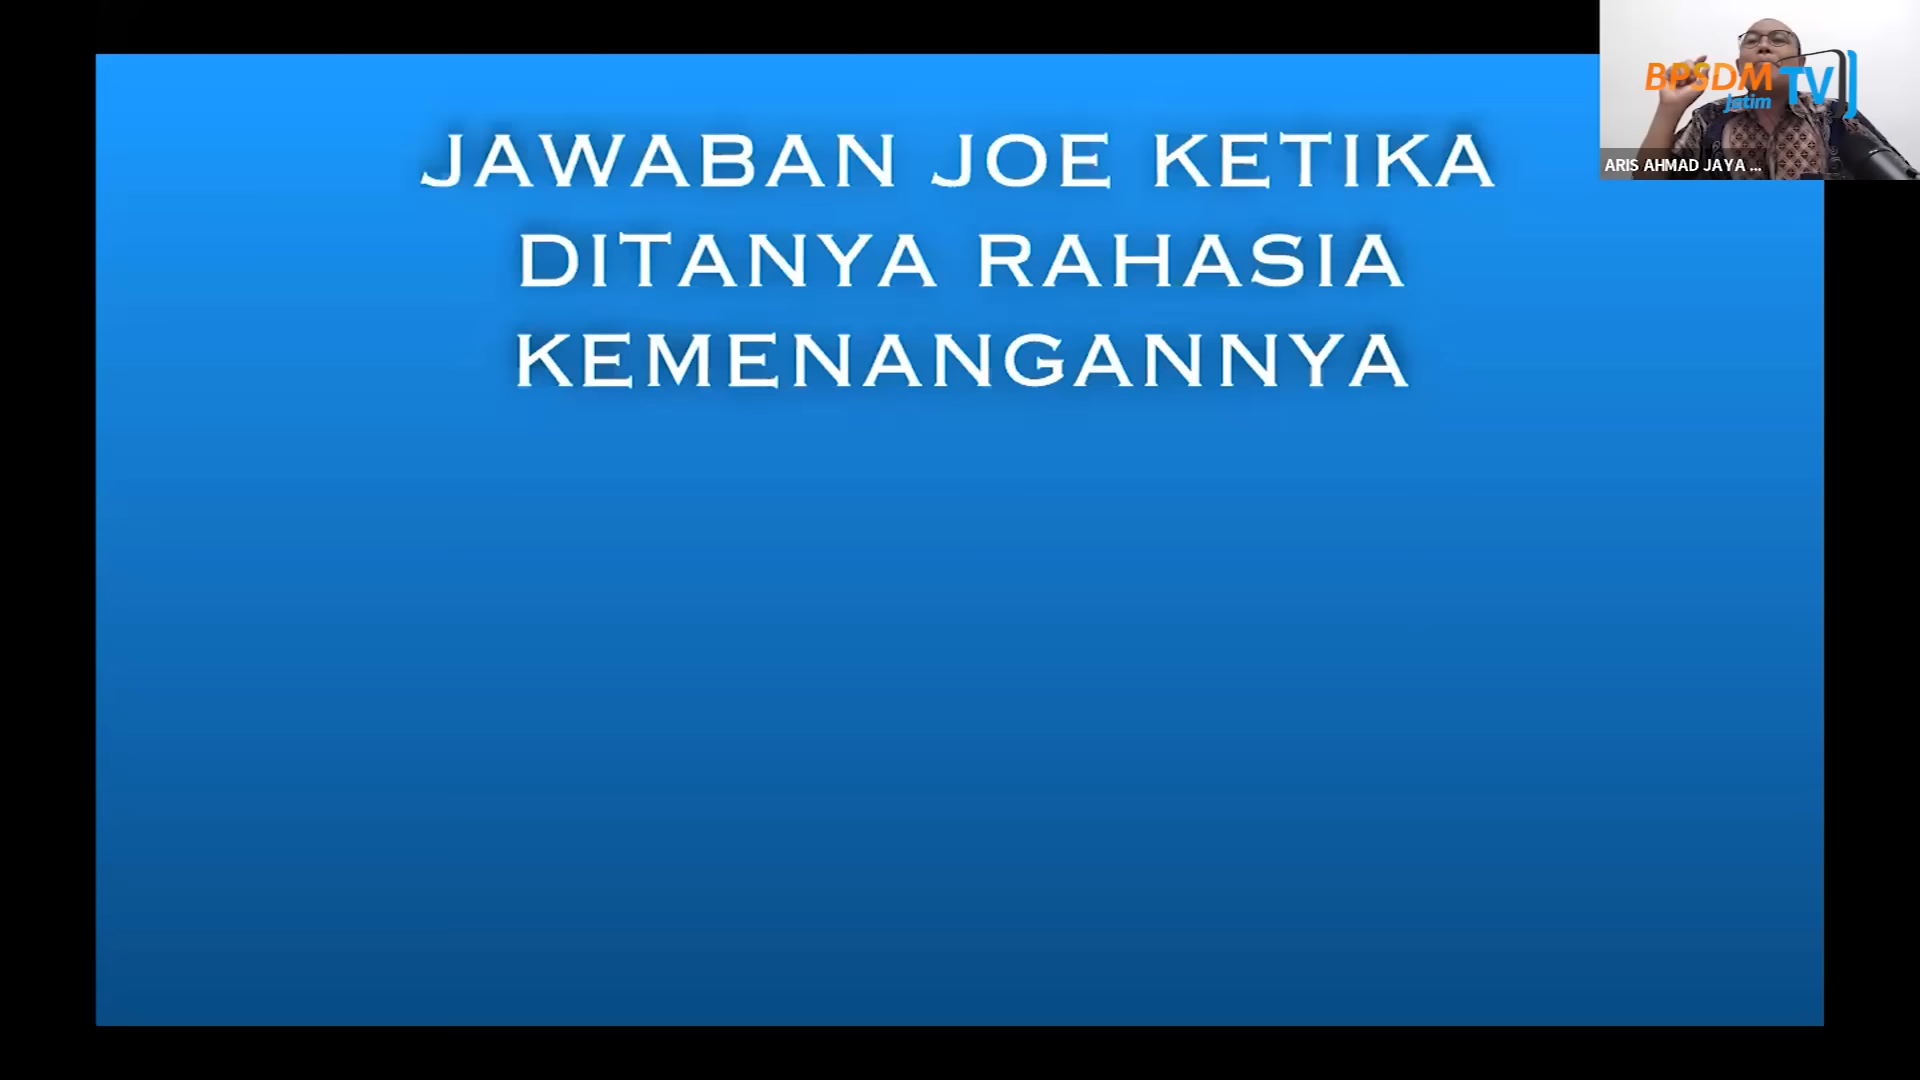 JAWABAN JOE KETIKA
DITANYA RAHASIA
KEMENANGANNYA
BPSDM TV
Jatim
ARIS AHMAD JAYA ...